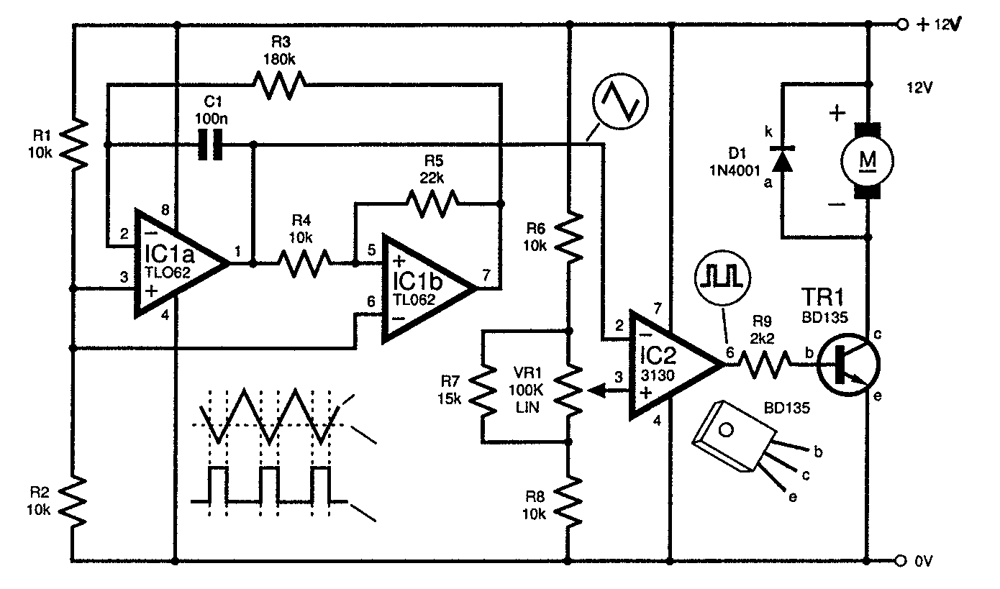 + 12V
R3
180k
C1
100n
12V
R1
10k
+
k
D1
1N4001
a
M
−
R5
22k
8
R4
10k
R6
10k
2
−
1
IC1a
TLO62
3
+
4
5
+
IC1b
TL062
7
6
−
TR1
BD135
7
R9
2k2
c
2
−
IC2
3130
6
b
3
+
e
4
R7
15k
VR1
100K
LIN
BD135
b
c
e
R2
10k
R8
10k
0V